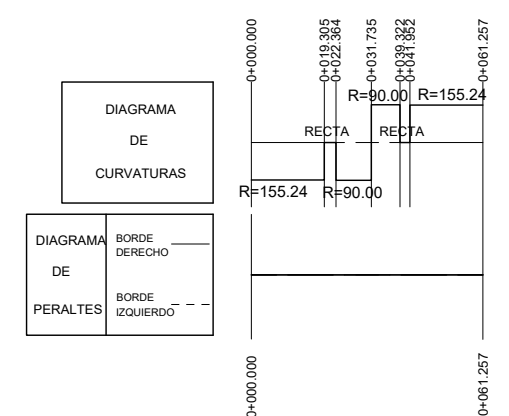 0+000.000
0+019.305
0+022.364
0+031.735
0+039.322
0+041.952
0+061.257
DIAGRAMA
DE
CURVATURAS
R=90.00 R=155.24
RECTA RECTA
R=155.24 R=90.00
DIAGRAMA
DE
PERALTES
BORDE
DERECHO
BORDE
IZQUIERDO
0+000.000
0+061.257